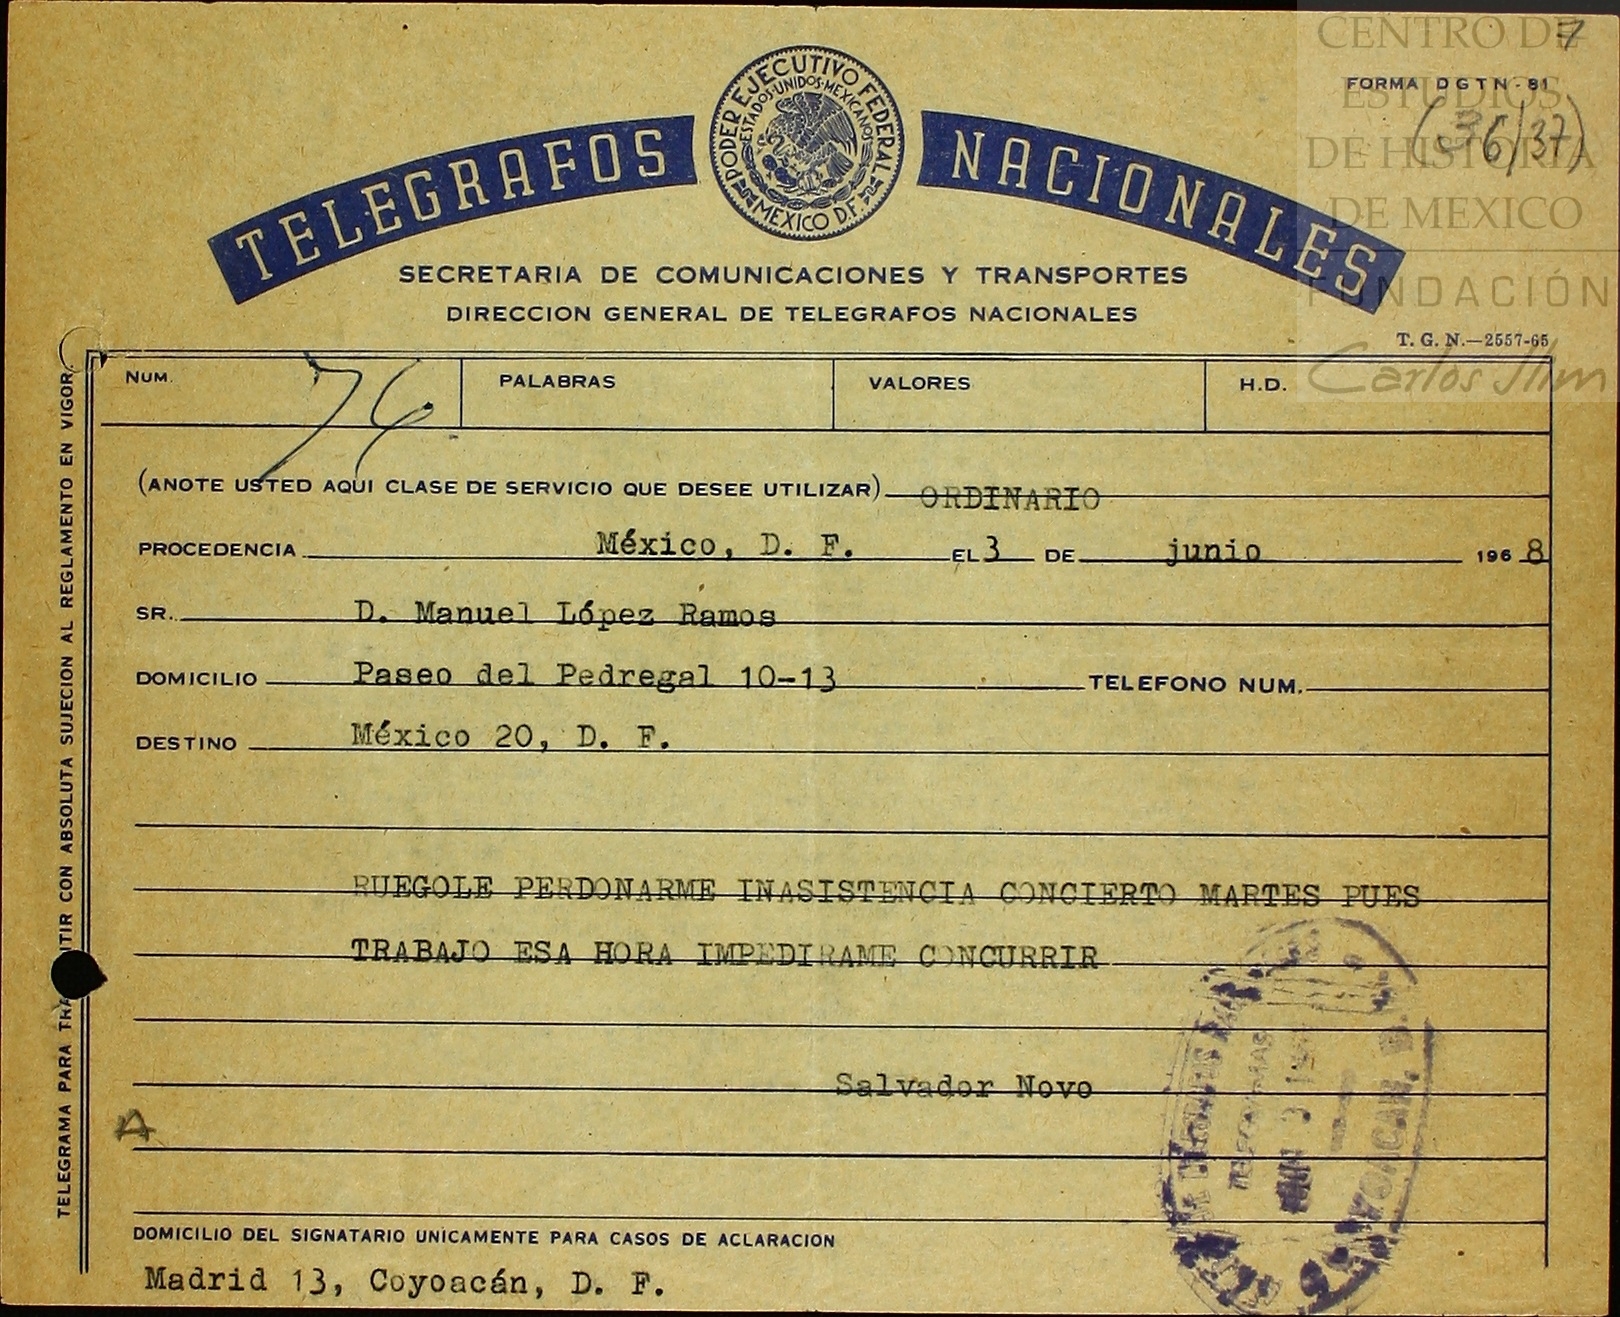 CENTRO DE
ESTUDIOS
DE HISTORIA
DE MEXICO
FUNDACIÓN
Carlos Slim
7
FORMA DGTN-81
(36/37)
PODER EJECUTIVO FEDERAL
ESTADOS UNIDOS MEXICANOS
MEXICO D.F.
TELEGRAFOS NACIONALES
SECRETARIA DE COMUNICACIONES Y TRANSPORTES
DIRECCION GENERAL DE TELEGRAFOS NACIONALES
T. G. N.—2557-65
NUM. 76 PALABRAS VALORES H.D.
(ANOTE USTED AQUI CLASE DE SERVICIO QUE DESEE UTILIZAR) ORDINARIO
PROCEDENCIA México, D. F. EL 3 DE junio 1968
SR. D. Manuel López Ramos
DOMICILIO Paseo del Pedregal 10-13 TELEFONO NUM.
DESTINO México 20, D. F.
RUEGOLE PERDONARME INASISTENCIA CONCIERTO MARTES PUES
TRABAJO ESA HORA IMPEDIRAME CONCURRIR
Salvador Novo
A
DOMICILIO DEL SIGNATARIO UNICAMENTE PARA CASOS DE ACLARACION
Madrid 13, Coyoacán, D. F.
TELEGRAMA PARA TRA ITIR CON ABSOLUTA SUJECION AL REGLAMENTO EN VIGOR
JUN 3
COYOACAN, D.